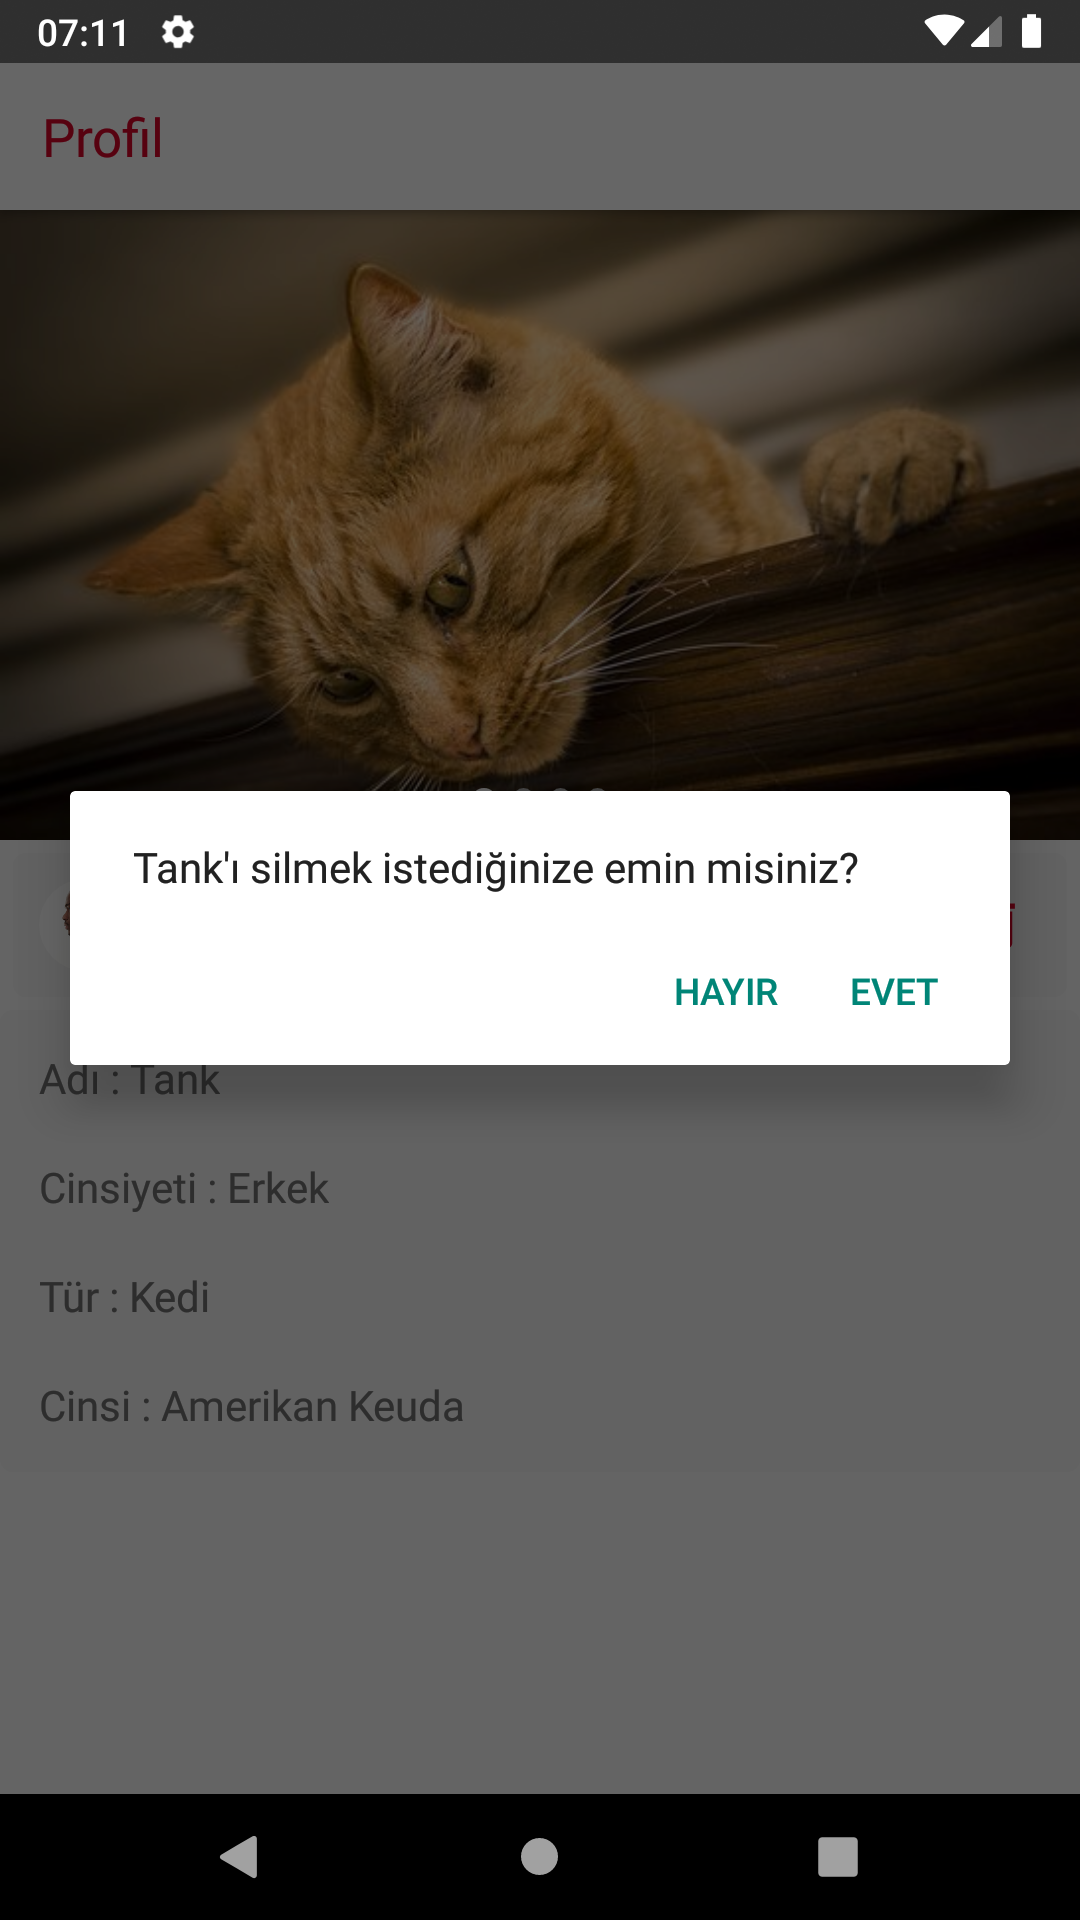 07:11
Profil
Tank'ı silmek istediğinize emin misiniz?
HAYIR EVET
Adı : Tank
Cinsiyeti : Erkek
Tür : Kedi
Cinsi : Amerikan Keuda